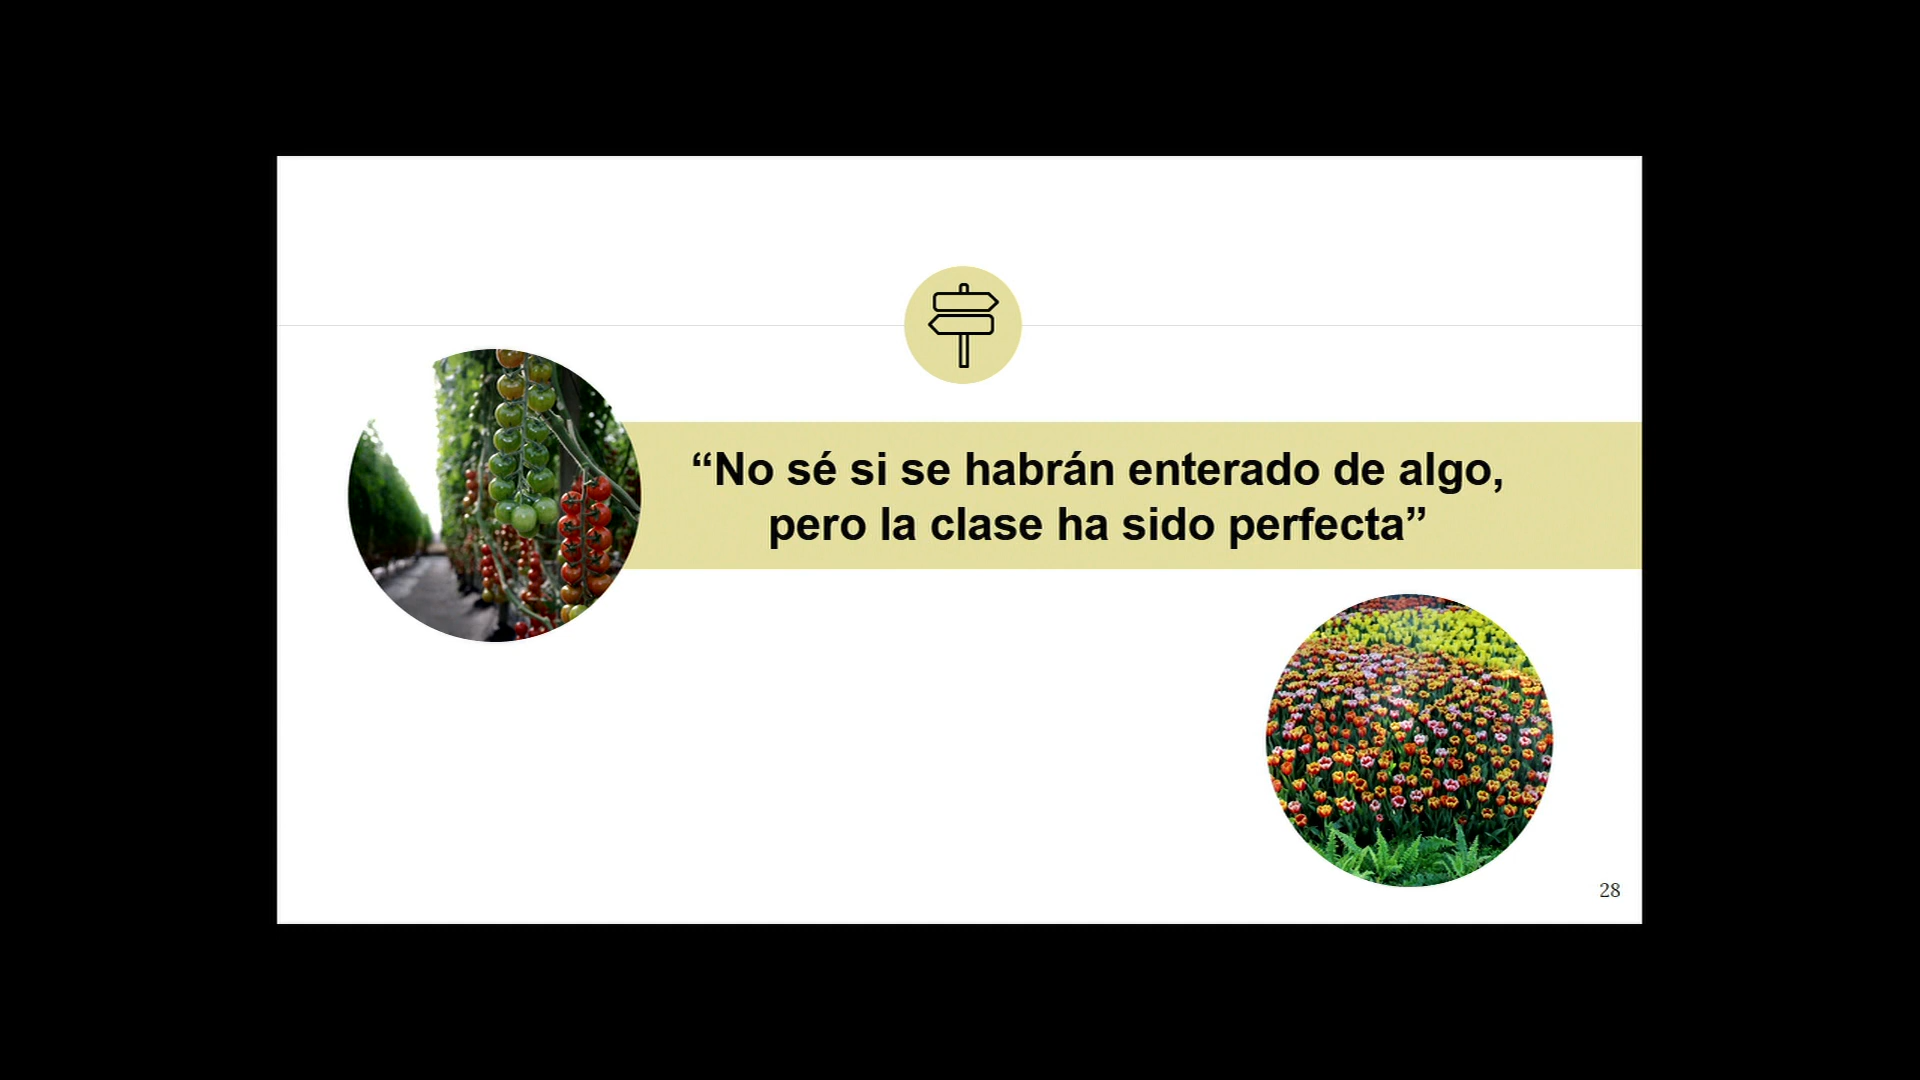 “No sé si se habrán enterado de algo,
pero la clase ha sido perfecta”
28